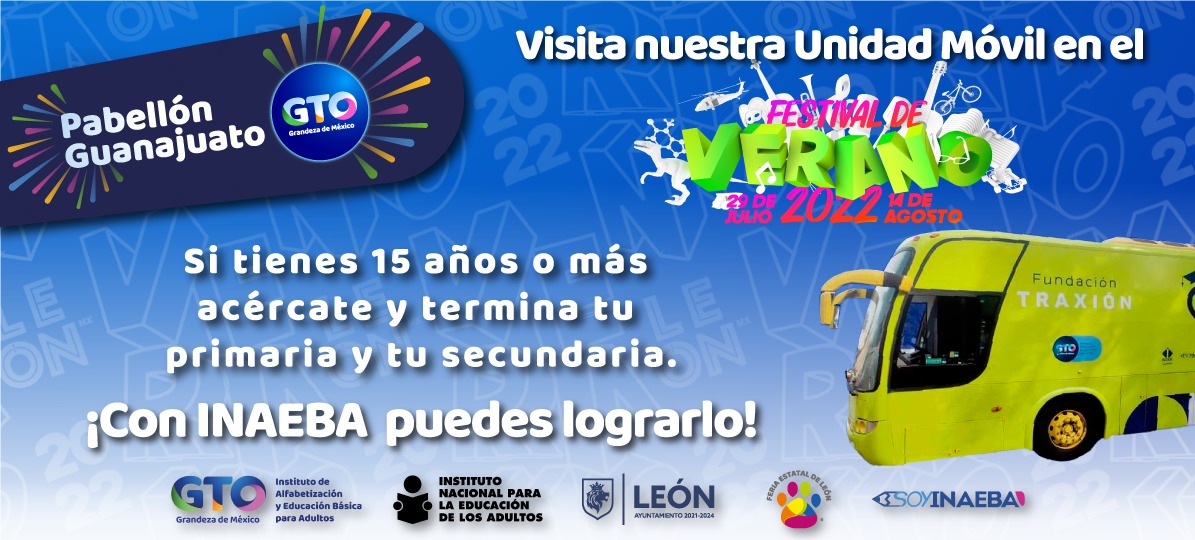 Pabellón
Guanajuato
GTO
Grandeza de México
Visita nuestra Unidad Móvil en el
FESTIVAL DE
VERANO
29 DE
JULIO
2022
14 DE
AGOSTO
Si tienes 15 años o más
acércate y termina tu
primaria y tu secundaria.
¡Con INAEBA puedes lograrlo!
Fundación
TRAXIÓN
GTO
GTO
Grandeza de México
Instituto de
Alfabetización
y Educación Básica
para Adultos
INSTITUTO
NACIONAL PARA
LA EDUCACIÓN
DE LOS ADULTOS
LEÓN
AYUNTAMIENTO 2021-2024
FERIA ESTATAL DE LEÓN
SOYINAEBA